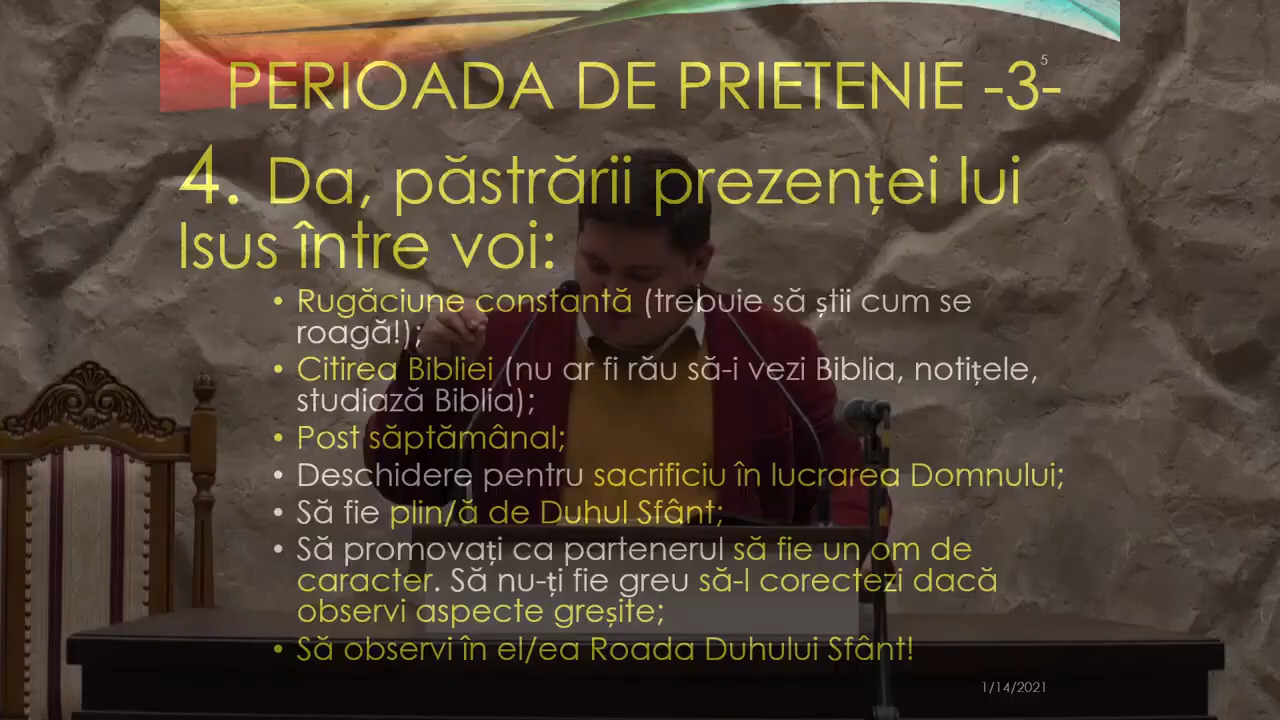 5
PERIOADA DE PRIETENIE -3-
4. Da, păstrării prezenței lui
Isus între voi:
• Rugăciune constantă (trebuie să știi cum se
roagă!);
• Citirea Bibliei (nu ar fi rău să-i vezi Biblia, notițele,
studiază Biblia);
• Post săptămânal;
• Deschidere pentru sacrificiu în lucrarea Domnului;
• Să fie plin/ă de Duhul Sfânt;
• Să promovați ca partenerul să fie un om de
caracter. Să nu-ți fie greu să-l corectezi dacă
observi aspecte greșite;
• Să observi în el/ea Roada Duhului Sfânt!
1/14/2021